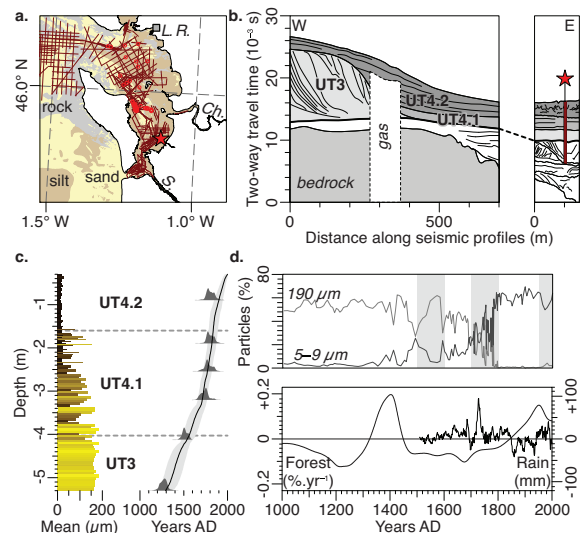 a.
L. R.
46.0° N
rock
Ch.
sand
silt
S.
1.5° W
1.0° W
b.
W
E
Two-way travel time (10⁻³ s)
30
20
10
0
UT3
UT4.2
UT4.1
gas
bedrock
0 200 400 600
0
Distance along seismic profiles (m)
c.
UT4.2
UT4.1
UT3
Depth (m)
-1
-2
-3
-4
-5
0 200
1000 2000
Mean (µm)
Years AD
d.
Particles (%)
80
0
190 µm
5–9 µm
+0.2
0
-0.2
+100
0
-100
Forest
(%.yr⁻¹)
Rain
(mm)
1000 1200 1400 1600 1800 2000
Years AD